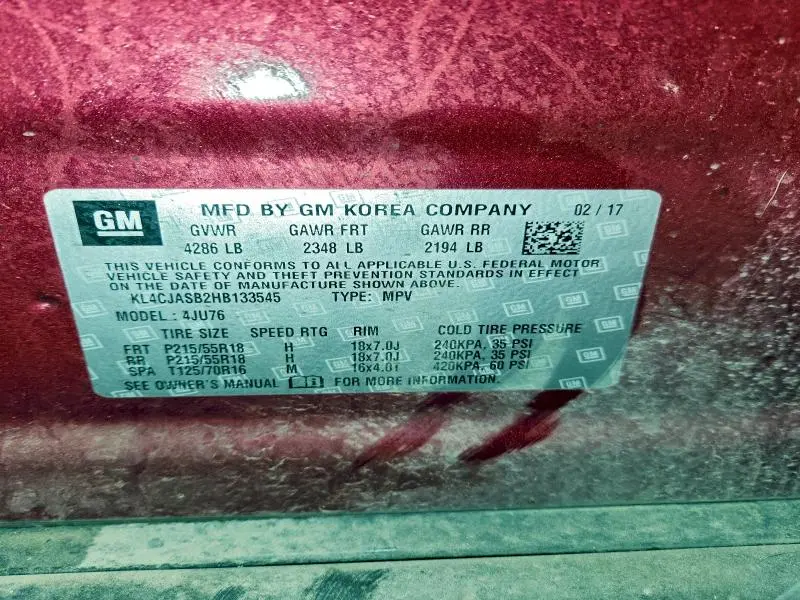 GM MFD BY GM KOREA COMPANY 02 / 17
GVWR GAWR FRT GAWR RR
4286 LB 2348 LB 2194 LB
THIS VEHICLE CONFORMS TO ALL APPLICABLE U.S. FEDERAL MOTOR
VEHICLE SAFETY AND THEFT PREVENTION STANDARDS IN EFFECT
ON THE DATE OF MANUFACTURE SHOWN ABOVE.
KL4CJASB2HB133545 TYPE: MPV
MODEL : 4JU76
TIRE SIZE SPEED RTG RIM COLD TIRE PRESSURE
FRT P215/55R18 H 18x7.0J 240KPA, 35 PSI
RR P215/55R18 H 18x7.0J 240KPA, 35 PSI
SPA T125/70R16 M 16x4.0T 420KPA, 60 PSI
SEE OWNER'S MANUAL FOR MORE INFORMATION.